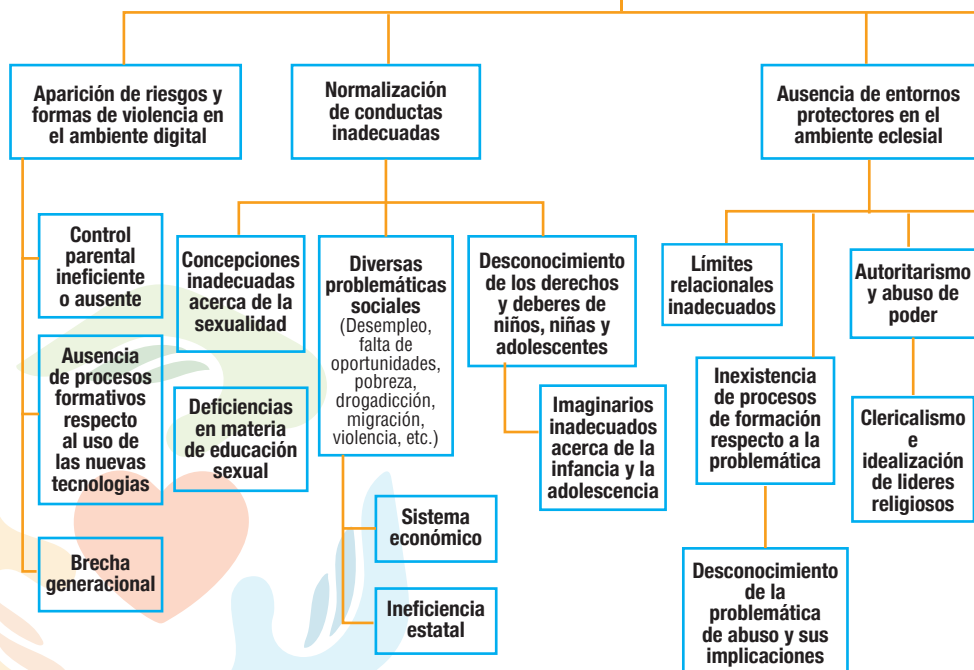 Aparición de riesgos y
formas de violencia en
el ambiente digital
Normalización
de conductas
inadecuadas
Ausencia de entornos
protectores en el
ambiente eclesial
Control
parental
ineficiente
o ausente
Ausencia
de procesos
formativos
respecto
al uso de
las nuevas
tecnologias
Brecha
generacional
Concepciones
inadecuadas
acerca de la
sexualidad
Deficiencias
en materia
de educación
sexual
Diversas
problemáticas
sociales
(Desempleo,
falta de
oportunidades,
pobreza,
drogadicción,
migración,
violencia, etc.)
Sistema
económico
Ineficiencia
estatal
Desconocimiento
de los derechos
y deberes de
niños, niñas y
adolescentes
Imaginarios
inadecuados
acerca de la
infancia y la
adolescencia
Límites
relacionales
inadecuados
Inexistencia
de procesos
de formación
respecto a la
problemática
Desconocimiento
de la
problemática
de abuso y sus
implicaciones
Autoritarismo
y abuso de
poder
Clericalismo
e
idealización
de lideres
religiosos